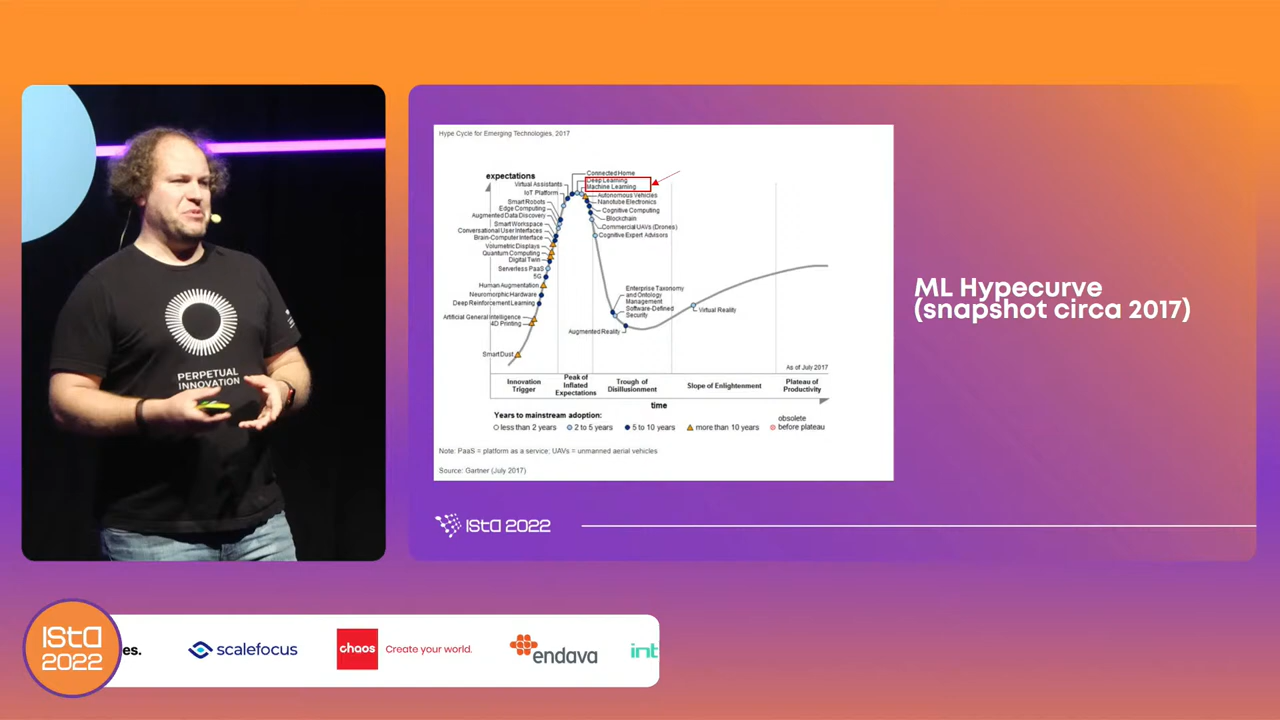 PERPETUAL
INNOVATION
Hype Cycle for Emerging Technologies, 2017
expectations
Connected Home
Deep Learning
Machine Learning
Autonomous Vehicles
Nanotube Electronics
Cognitive Computing
Blockchain
Commercial UAVs (Drones)
Cognitive Expert Advisors
Virtual Assistants
IoT Platform
Smart Robots
Edge Computing
Augmented Data Discovery
Smart Workspace
Conversational User Interfaces
Brain-Computer Interface
Volumetric Displays
Quantum Computing
Digital Twin
Serverless PaaS
5G
Human Augmentation
Neuromorphic Hardware
Deep Reinforcement Learning
Artificial General Intelligence
4D Printing
Smart Dust
Enterprise Taxonomy
and Ontology
Management
Software-Defined
Security
Augmented Reality
Virtual Reality
As of July 2017
Innovation
Trigger
Peak of
Inflated
Expectations
Trough of
Disillusionment
Slope of Enlightenment
Plateau of
Productivity
time
Years to mainstream adoption:
less than 2 years
2 to 5 years
5 to 10 years
more than 10 years
obsolete
before plateau
Note: PaaS = platform as a service; UAVs = unmanned aerial vehicles
Source: Gartner (July 2017)
ML Hypecurve
(snapshot circa 2017)
ISTA 2022
ISTA
2022
es.
scalefocus
chaos
Create your world.
endava
int